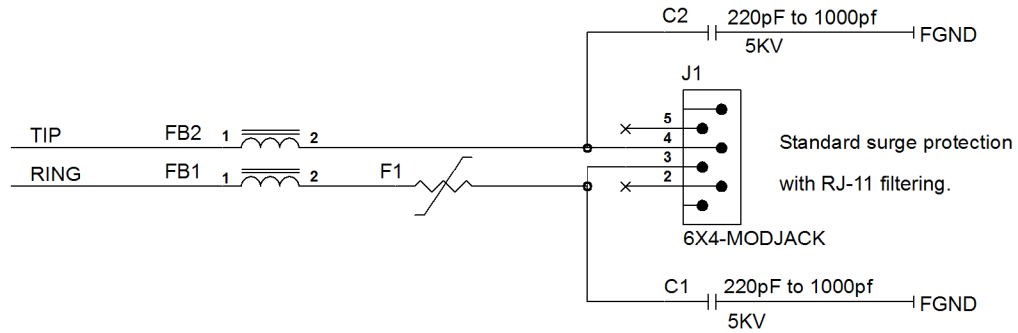 C2 220pF to 1000pf
5KV
FGND
J1
5
4
3
2
TIP FB2 1 2
RING FB1 1 2 F1
Standard surge protection
with RJ-11 filtering.
6X4-MODJACK
C1 220pF to 1000pf
5KV
FGND